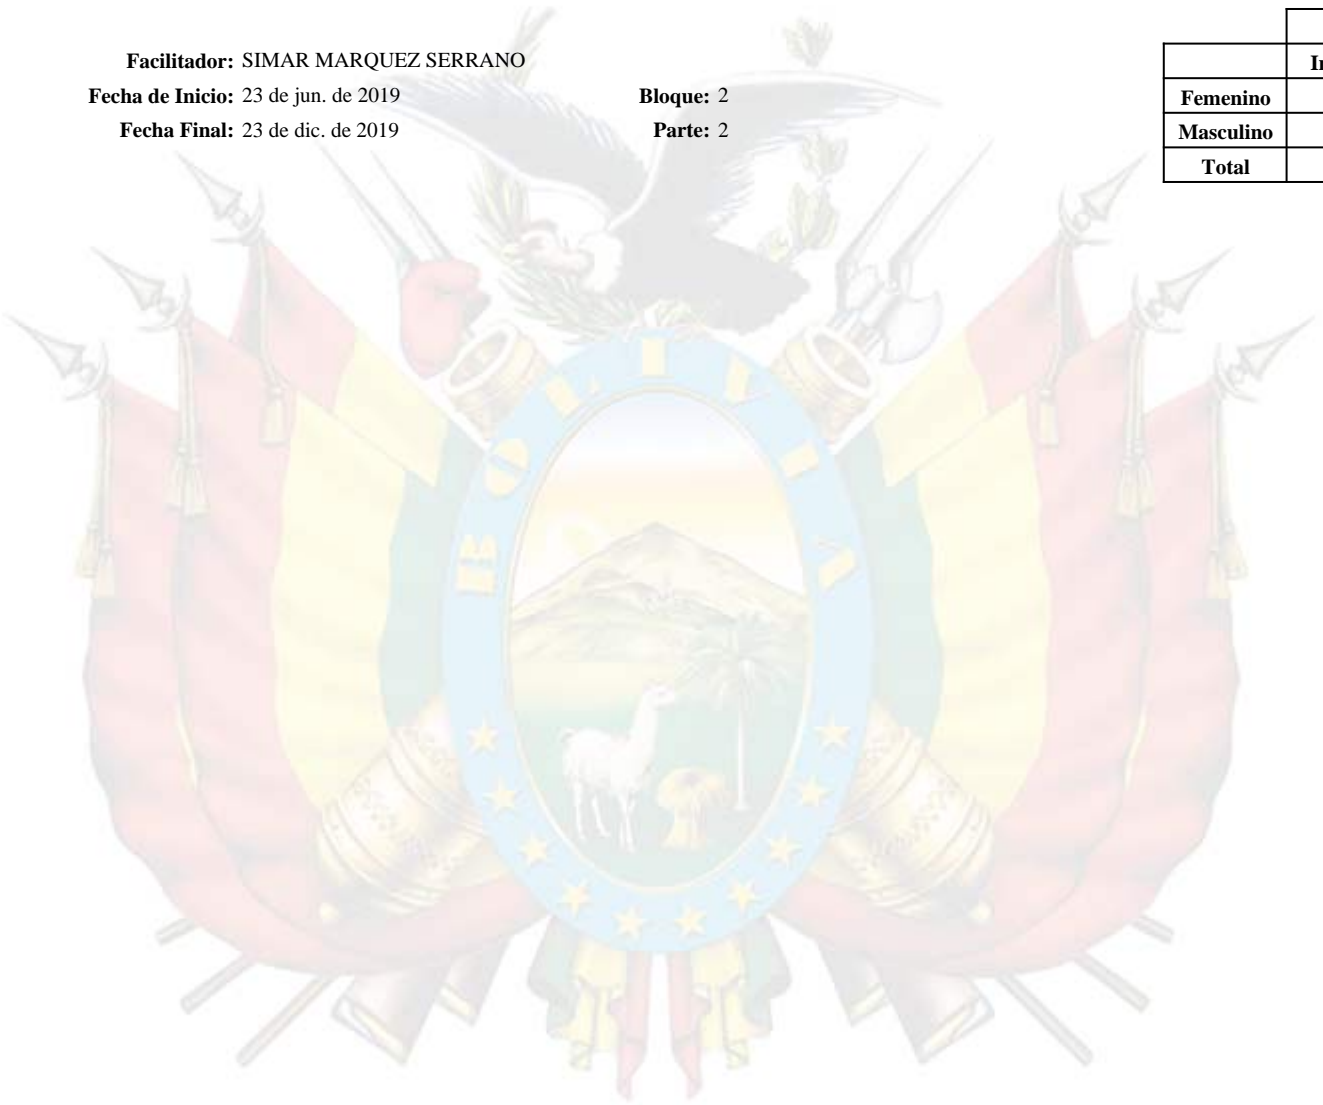 Facilitador: SIMAR MARQUEZ SERRANO
Fecha de Inicio: 23 de jun. de 2019 Bloque: 2
Fecha Final: 23 de dic. de 2019 Parte: 2
Femenino
Masculino
Total
BOLIVIA